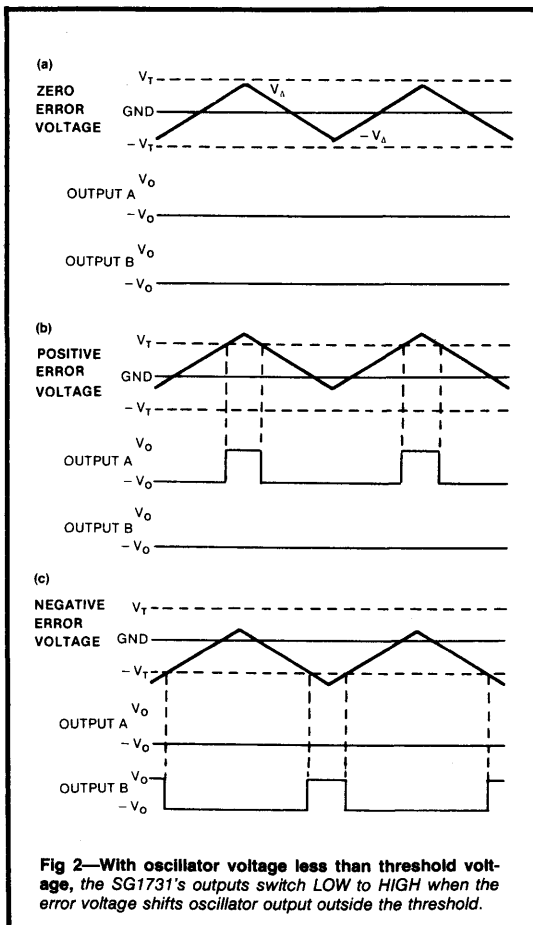 (a)
V_T
ZERO
ERROR
VOLTAGE
V_Δ
GND
– V_Δ
– V_T
V_O
OUTPUT A
– V_O
V_O
OUTPUT B
– V_O
(b)
V_T
POSITIVE
ERROR
VOLTAGE
GND
– V_T
V_O
OUTPUT A
– V_O
V_O
OUTPUT B
– V_O
(c)
NEGATIVE
ERROR
VOLTAGE
V_T
GND
– V_T
V_O
OUTPUT A
– V_O
V_O
OUTPUT B
– V_O
Fig 2—With oscillator voltage less than threshold volt-
age, the SG1731's outputs switch LOW to HIGH when the
error voltage shifts oscillator output outside the threshold.